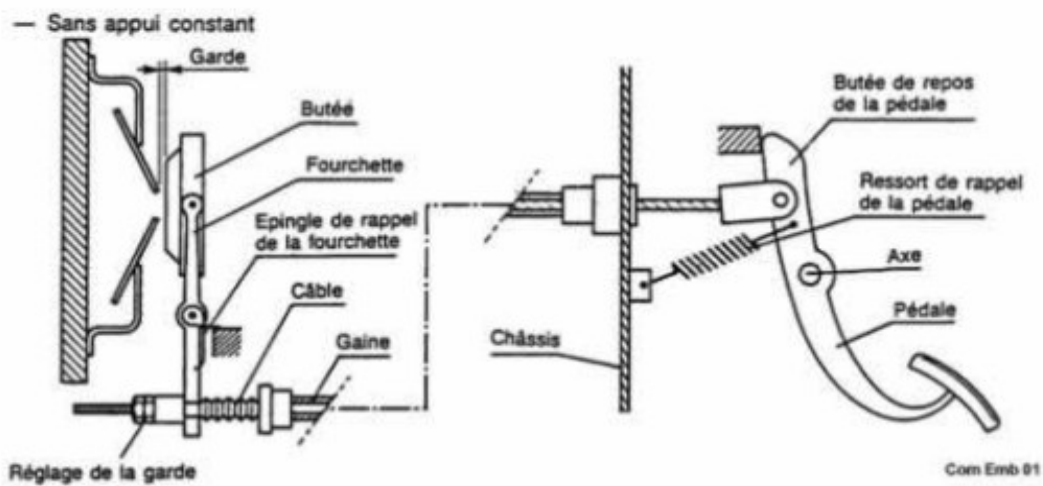 — Sans appui constant
Garde
Butéé
Fourchette
Epingle de rappel
de la fourchette
Câble
Gaine
Réglage de la garde
Butée de repos
de la pédale
Ressort de rappel
de la pédale
Axe
Pédale
Châssis
Com Emb 01